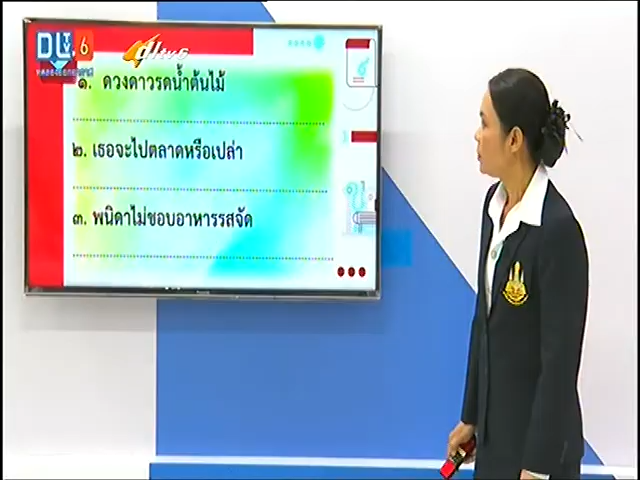 DLTV 6
dltv6
๑. ดวงดาวรดน้ำต้นไม้
๒. เธอจะไปตลาดหรือเปล่า
๓. พนิดาไม่ชอบอาหารรสจัด